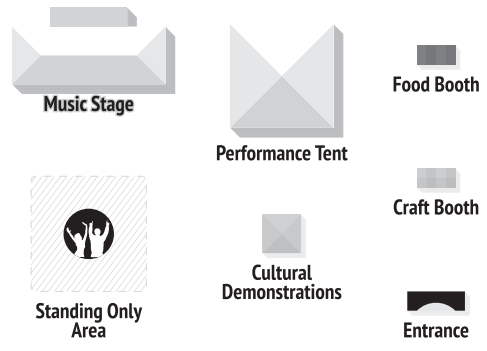 Music Stage
Performance Tent
Food Booth
Craft Booth
Standing Only
Area
Cultural
Demonstrations
Entrance